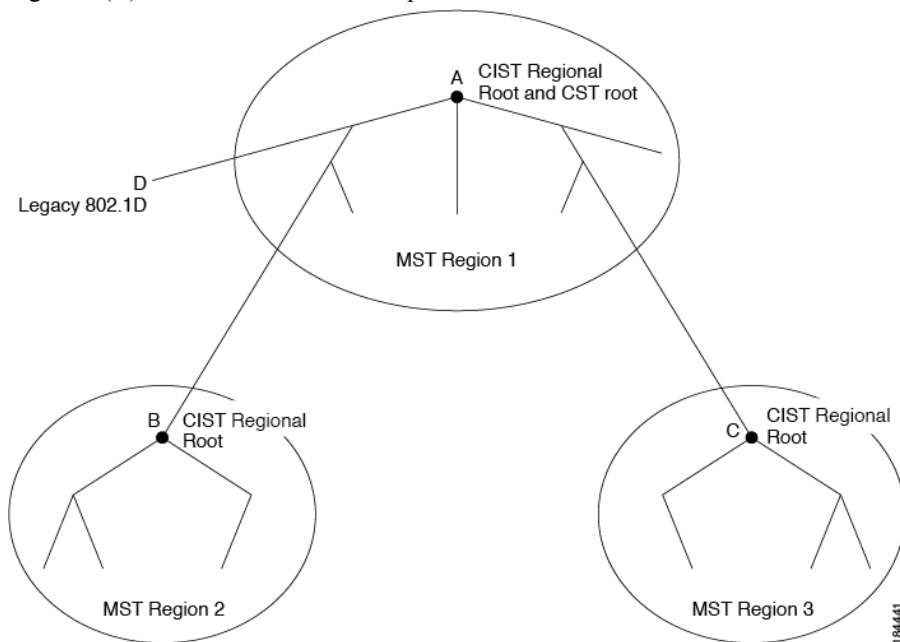 A
CIST Regional
Root and CST root
D
Legacy 802.1D
MST Region 1
B
CIST Regional
Root
C
CIST Regional
Root
MST Region 2
MST Region 3
184441